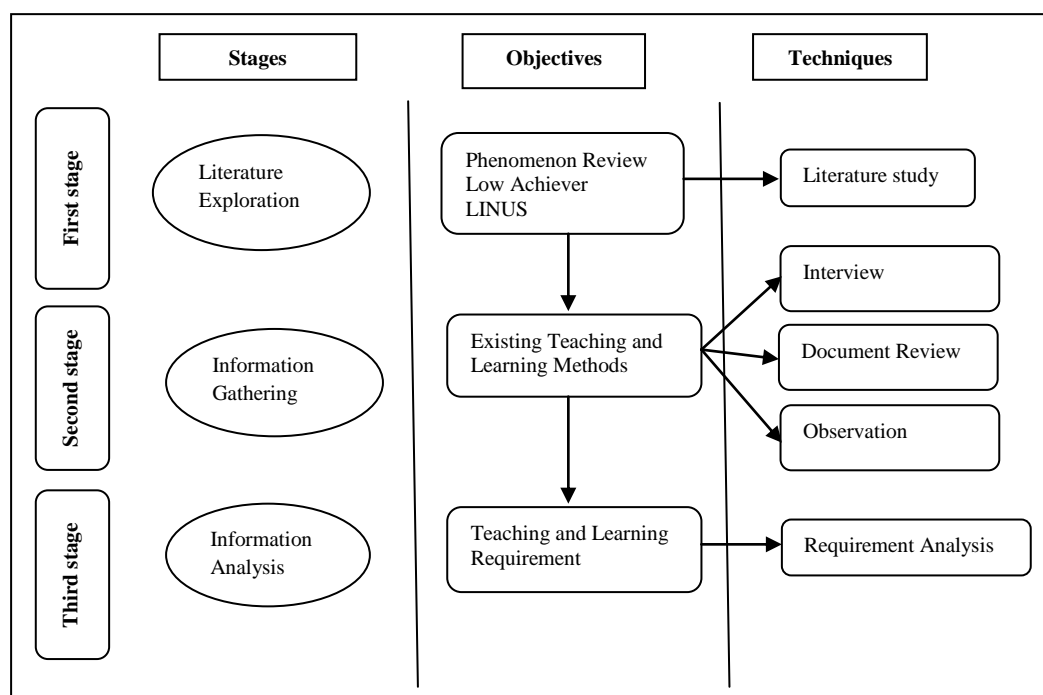 Stages
Objectives
Techniques
First stage
Literature
Exploration
Phenomenon Review
Low Achiever
LINUS
Literature study
Second stage
Information
Gathering
Existing Teaching and
Learning Methods
Interview
Document Review
Observation
Third stage
Information
Analysis
Teaching and Learning
Requirement
Requirement Analysis